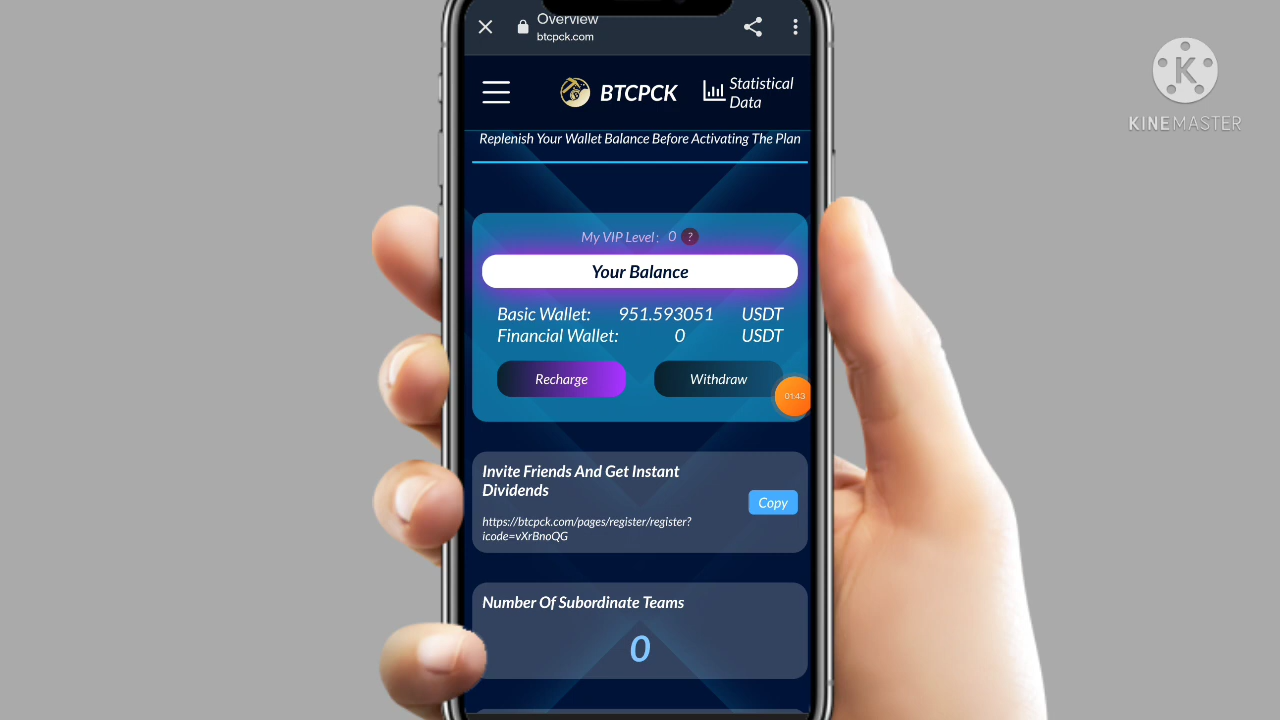 Overview
btcpck.com
BTCPCK
Statistical
Data
Replenish Your Wallet Balance Before Activating The Plan
My VIP Level: 0 ?
Your Balance
Basic Wallet: 951.593051 USDT
Financial Wallet: 0 USDT
Recharge
Withdraw
01:43
Invite Friends And Get Instant
Dividends
Copy
https://btcpck.com/pages/register/register?
icode=vXrBnoQG
Number Of Subordinate Teams
0
K
KINEMASTER